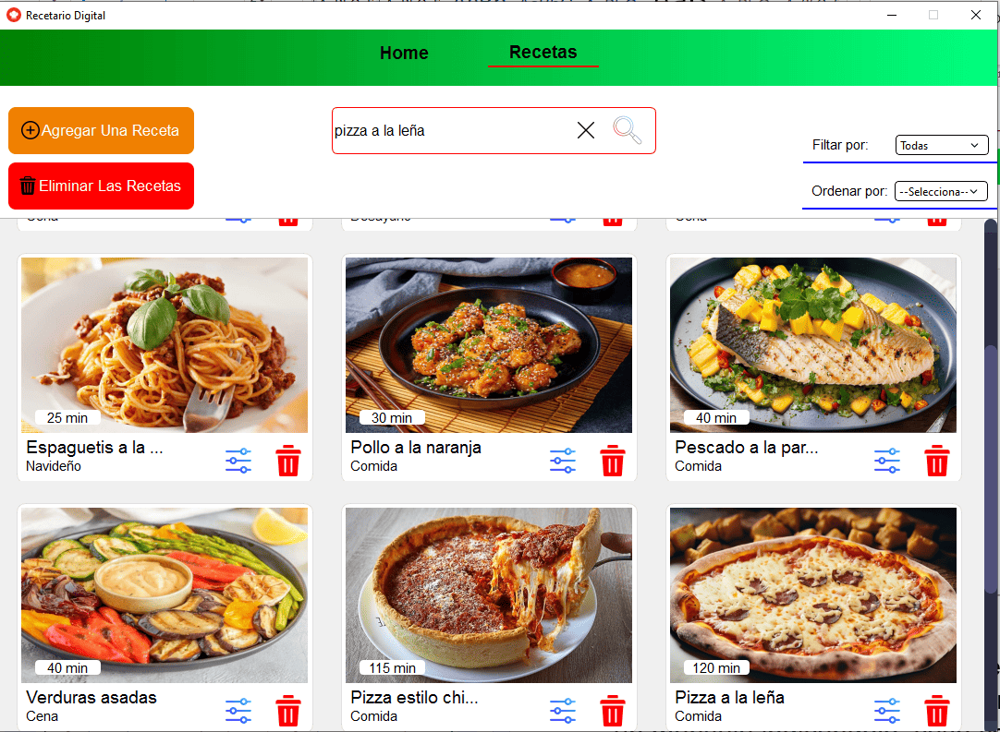 Recetario Digital
Home
Recetas
Agregar Una Receta
pizza a la leña
Filtar por:
Todas
Eliminar Las Recetas
Ordenar por:
--Selecciona--
Cena
Desayuno
Cena
25 min
30 min
40 min
Espaguetis a la ...
Pollo a la naranja
Pescado a la par...
Navideño
Comida
Comida
40 min
115 min
120 min
Verduras asadas
Pizza estilo chi...
Pizza a la leña
Cena
Comida
Comida